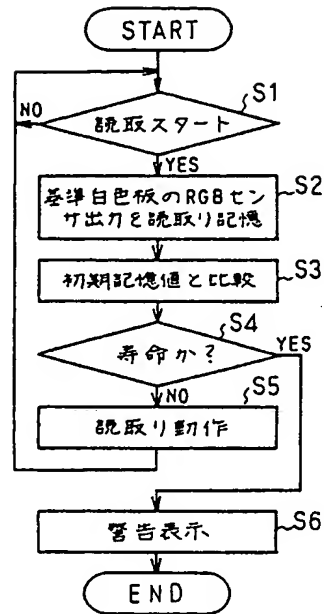 START
S1
NO
読取スタート
YES
S2
基準白色板のRGBセン
サ出力を読取り記憶
S3
初期記憶値と比較
S4
寿命か?
YES
NO
S5
読取り動作
S6
警告表示
END